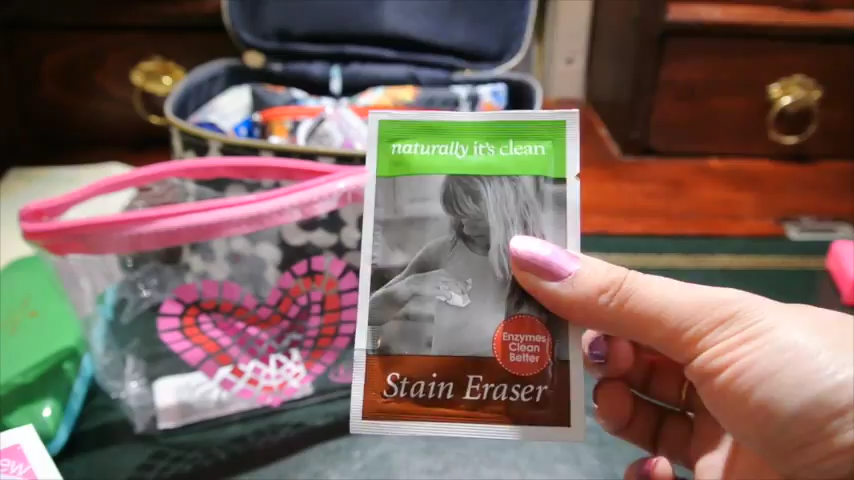 naturally it's clean
Enzymes
Clean
Better
Stain Eraser